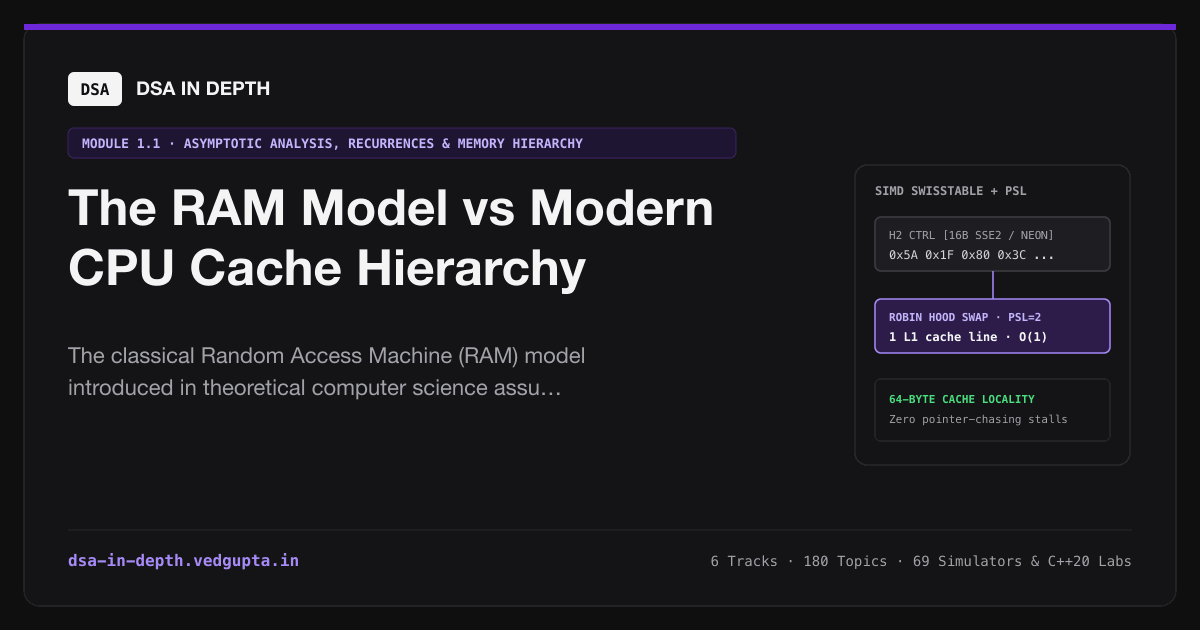 DSA DSA IN DEPTH
MODULE 1.1 · ASYMPTOTIC ANALYSIS, RECURRENCES & MEMORY HIERARCHY
The RAM Model vs Modern
CPU Cache Hierarchy
The classical Random Access Machine (RAM) model
introduced in theoretical computer science assu…
SIMD SWISSTABLE + PSL
H2 CTRL [16B SSE2 / NEON]
0x5A 0x1F 0x80 0x3C ...
ROBIN HOOD SWAP · PSL=2
1 L1 cache line · O(1)
64-BYTE CACHE LOCALITY
Zero pointer-chasing stalls
dsa-in-depth.vedgupta.in
6 Tracks · 180 Topics · 69 Simulators & C++20 Labs